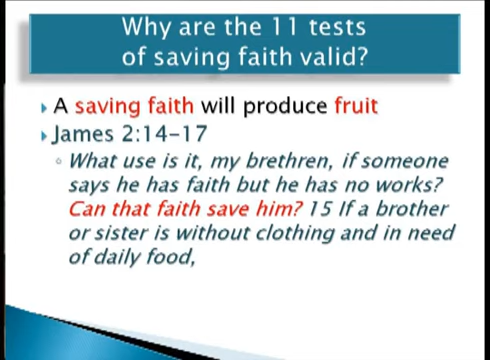 Why are the 11 tests
of saving faith valid?
A saving faith will produce fruit
James 2:14-17
What use is it, my brethren, if someone
says he has faith but he has no works?
Can that faith save him? 15 If a brother
or sister is without clothing and in need
of daily food,